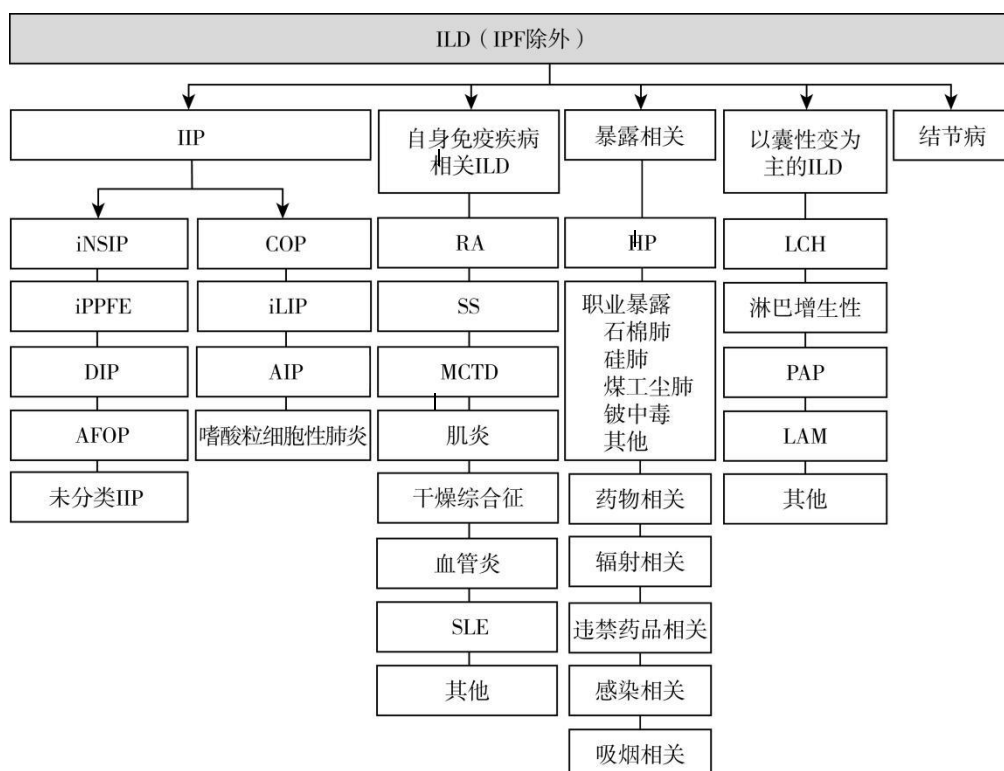 ILD（IPF除外）
IIP
自身免疫疾病
相关ILD
暴露相关
以囊性变为
主的ILD
结节病
iNSIP
COP
RA
HP
LCH
iPPFE
iLIP
SS
职业暴露
石棉肺
硅肺
煤工尘肺
铍中毒
其他
淋巴增生性
DIP
AIP
MCTD
PAP
AFOP
嗜酸粒细胞性肺炎
肌炎
LAM
未分类IIP
干燥综合征
药物相关
其他
血管炎
辐射相关
SLE
违禁药品相关
其他
感染相关
吸烟相关